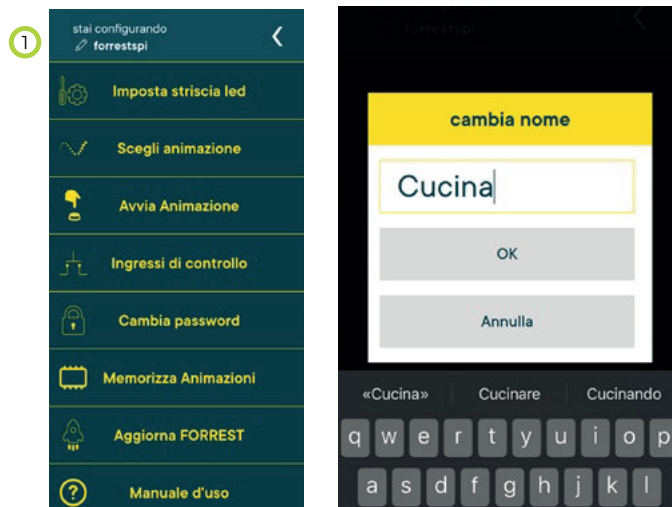 1
stai configurando
forrestspi
Imposta striscia led
Scegli animazione
Avvia Animazione
Ingressi di controllo
Cambia password
Memorizza Animazioni
Aggiorna FORREST
? Manuale d'uso
forrestspi
cambia nome
Cucina
OK
Annulla
«Cucina» Cucinare Cucinando
q w e r t y u i o p
a s d f g h j k l